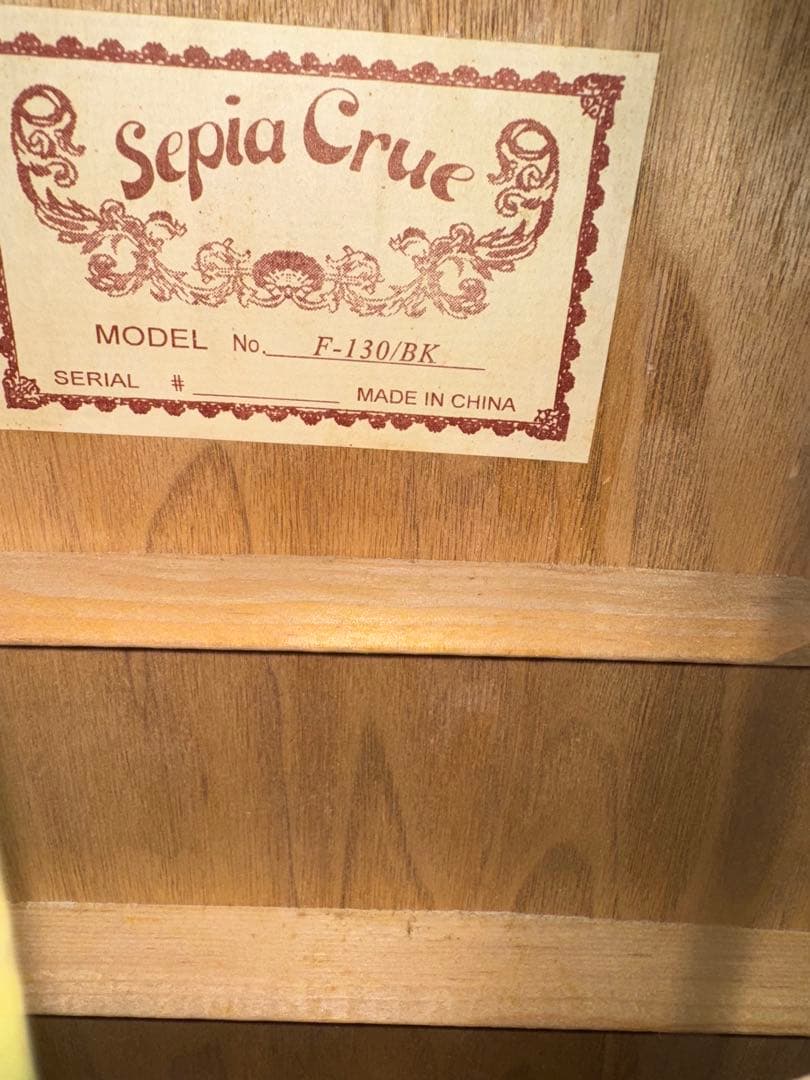 Sepia Crue
MODEL No. F-130/BK
SERIAL # MADE IN CHINA